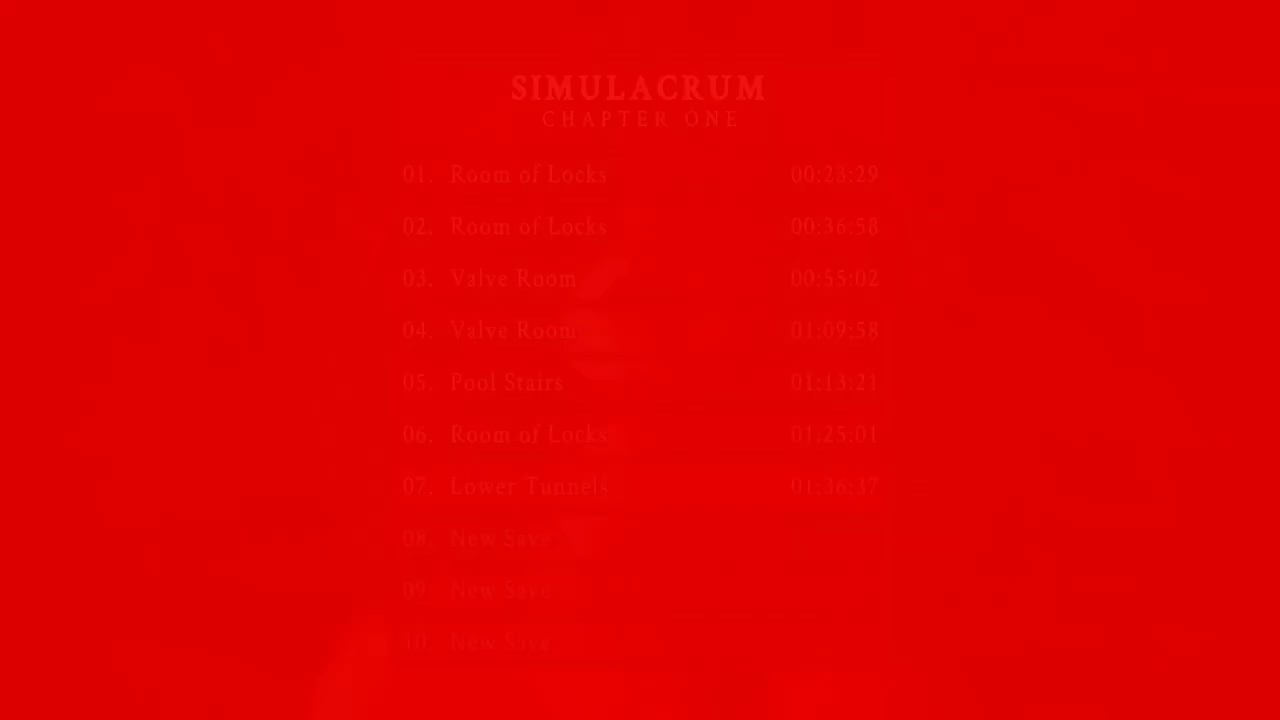 SIMULACRUM
CHAPTER ONE
01. Room of Locks 00:23:29
02. Room of Locks 00:36:58
03. Valve Room 00:55:02
04. Valve Room 01:09:58
05. Pool Stairs 01:13:21
06. Room of Locks 01:25:01
07. Lower Tunnels 01:36:37
08. New Save
09. New Save
10. New Save